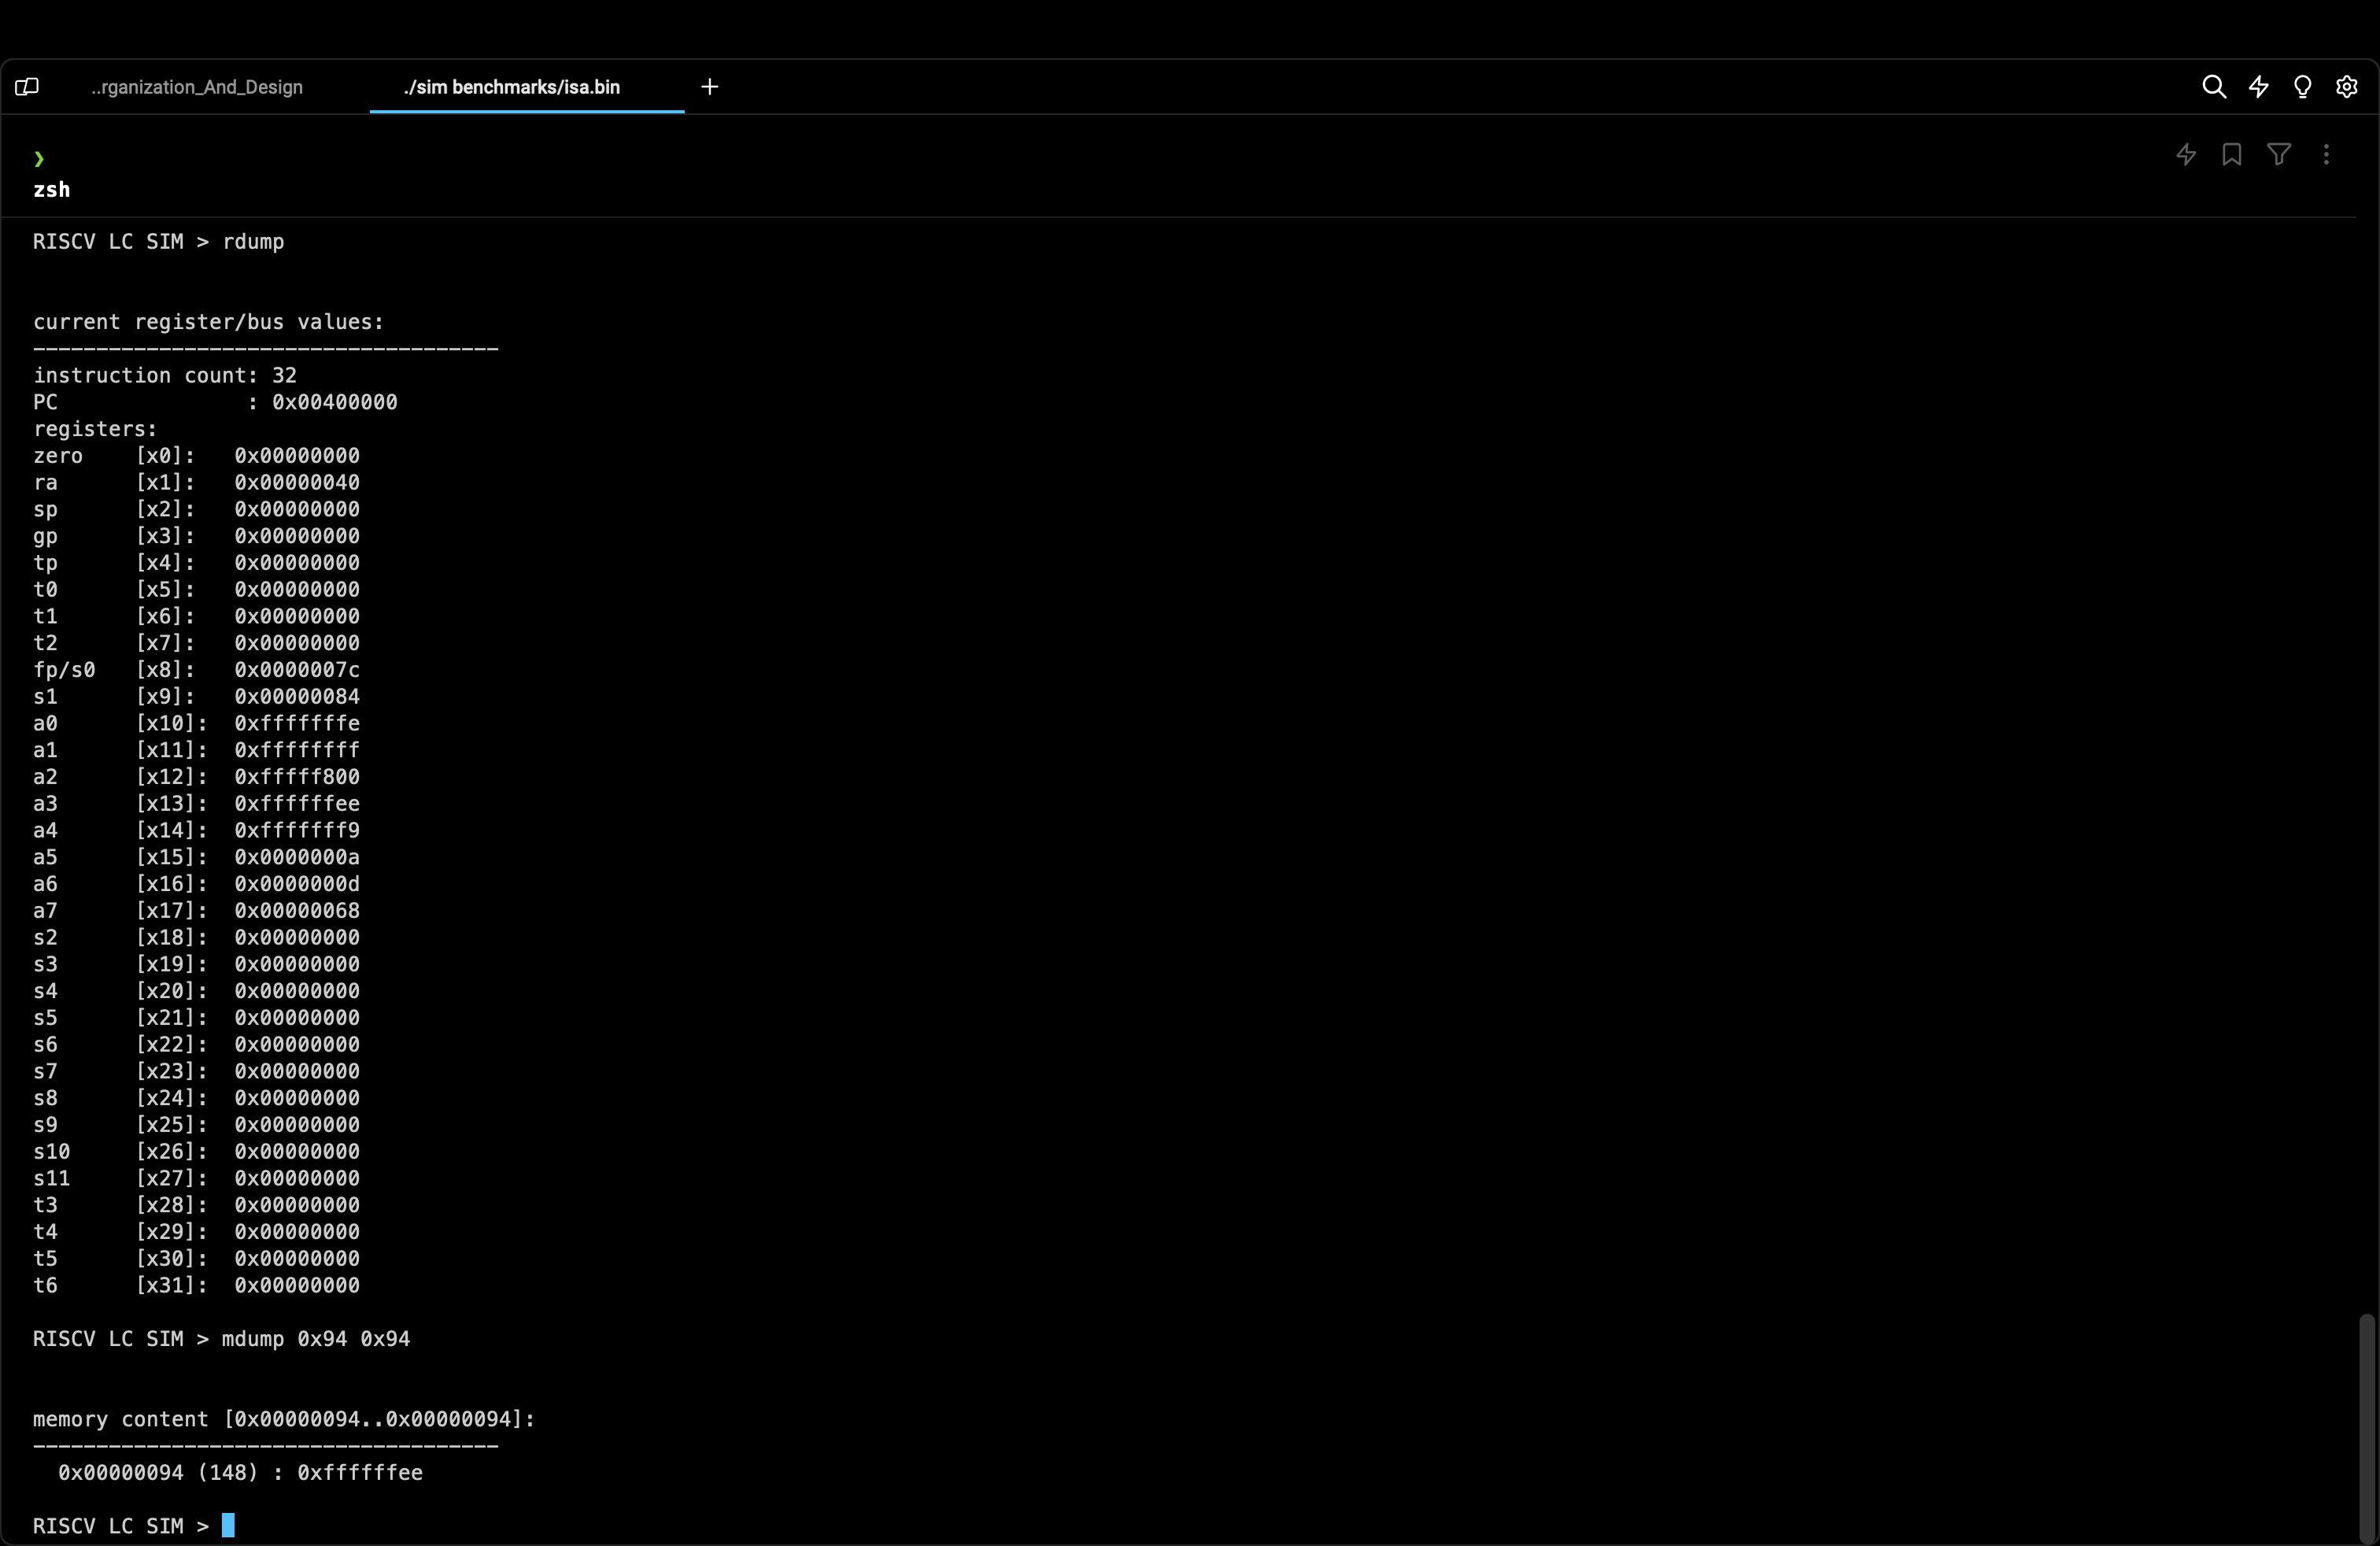 ..rganization_And_Design
./sim benchmarks/isa.bin
zsh
RISCV LC SIM > rdump
current register/bus values:
-------------------------------------
instruction count: 32
PC               : 0x00400000
registers:
zero    [x0]:   0x00000000
ra      [x1]:   0x00000040
sp      [x2]:   0x00000000
gp      [x3]:   0x00000000
tp      [x4]:   0x00000000
t0      [x5]:   0x00000000
t1      [x6]:   0x00000000
t2      [x7]:   0x00000000
fp/s0   [x8]:   0x0000007c
s1      [x9]:   0x00000084
a0      [x10]:  0xfffffffe
a1      [x11]:  0xffffffff
a2      [x12]:  0xfffff800
a3      [x13]:  0xffffffee
a4      [x14]:  0xfffffff9
a5      [x15]:  0x0000000a
a6      [x16]:  0x0000000d
a7      [x17]:  0x00000068
s2      [x18]:  0x00000000
s3      [x19]:  0x00000000
s4      [x20]:  0x00000000
s5      [x21]:  0x00000000
s6      [x22]:  0x00000000
s7      [x23]:  0x00000000
s8      [x24]:  0x00000000
s9      [x25]:  0x00000000
s10     [x26]:  0x00000000
s11     [x27]:  0x00000000
t3      [x28]:  0x00000000
t4      [x29]:  0x00000000
t5      [x30]:  0x00000000
t6      [x31]:  0x00000000
RISCV LC SIM > mdump 0x94 0x94
memory content [0x00000094..0x00000094]:
-------------------------------------
  0x00000094 (148) : 0xffffffee
RISCV LC SIM >